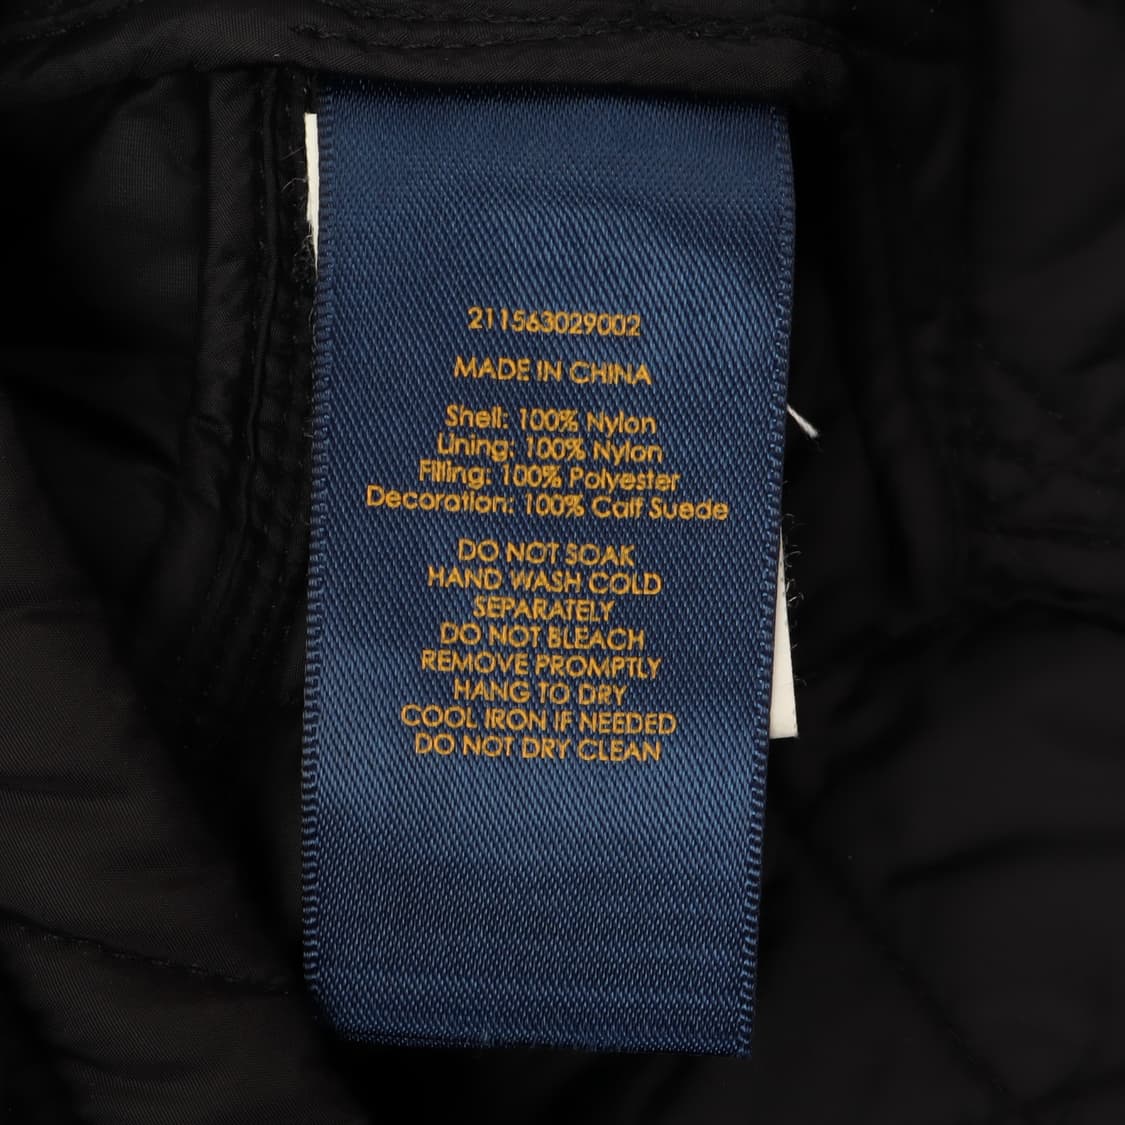 211563029002
MADE IN CHINA
Shell: 100% Nylon
Lining: 100% Nylon
Filling: 100% Polyester
Decoration: 100% Calf Suede
DO NOT SOAK
HAND WASH COLD
SEPARATELY
DO NOT BLEACH
REMOVE PROMPTLY
HANG TO DRY
COOL IRON IF NEEDED
DO NOT DRY CLEAN